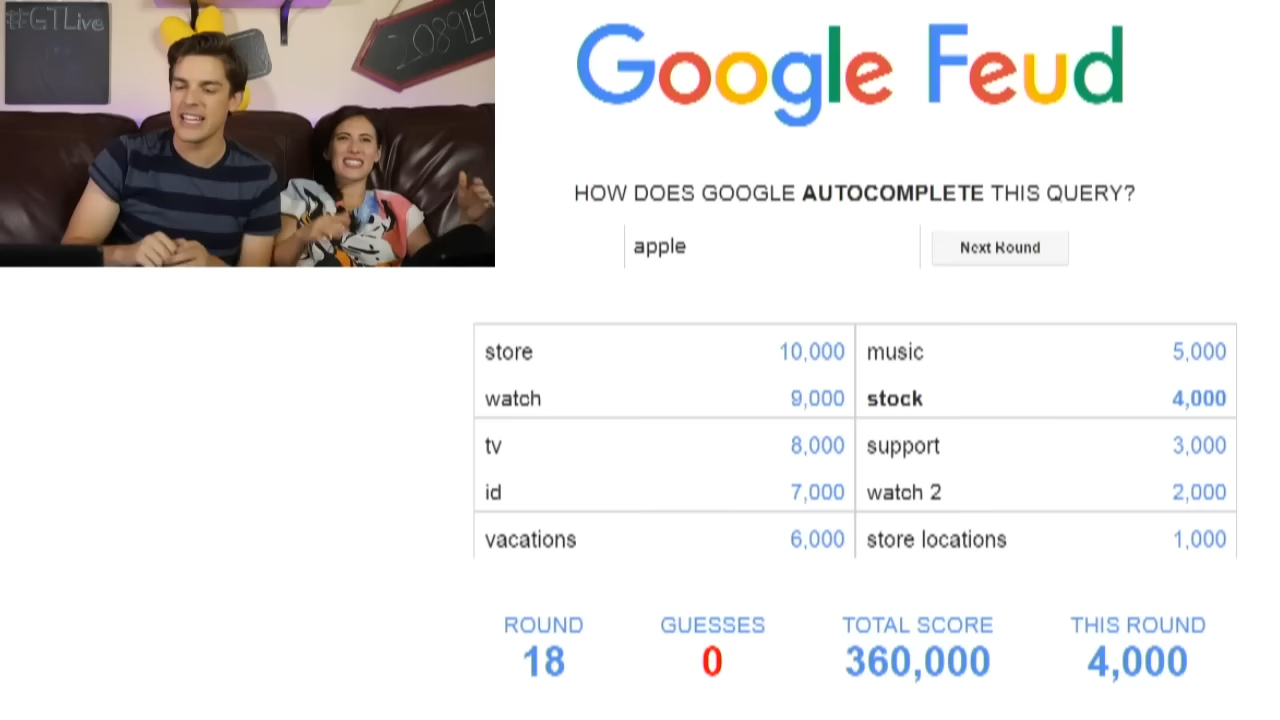 #GTLive
208919
Google Feud
HOW DOES GOOGLE AUTOCOMPLETE THIS QUERY?
apple
Next Round
store 10,000
watch 9,000
tv 8,000
id 7,000
vacations 6,000
music 5,000
stock 4,000
support 3,000
watch 2 2,000
store locations 1,000
ROUND
18
GUESSES
0
TOTAL SCORE
360,000
THIS ROUND
4,000